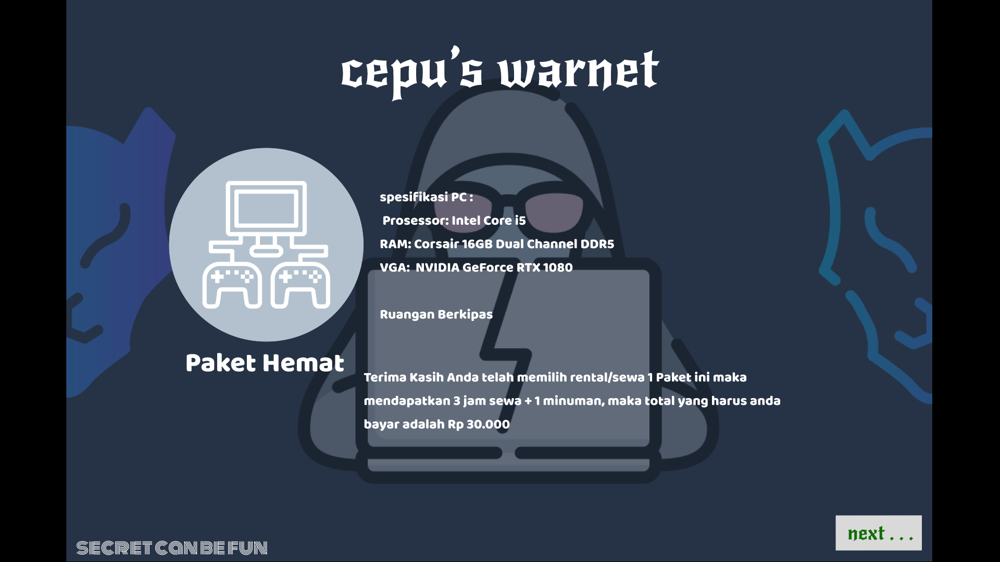 cepu's warnet
spesifikasi PC :
Prosessor: Intel Core i5
RAM: Corsair 16GB Dual Channel DDR5
VGA:  NVIDIA GeForce RTX 1080
Ruangan Berkipas
Paket Hemat
Terima Kasih Anda telah memilih rental/sewa 1 Paket ini maka
mendapatkan 3 jam sewa + 1 minuman, maka total yang harus anda
bayar adalah Rp 30.000
next . . .
SECRET CAN BE FUN